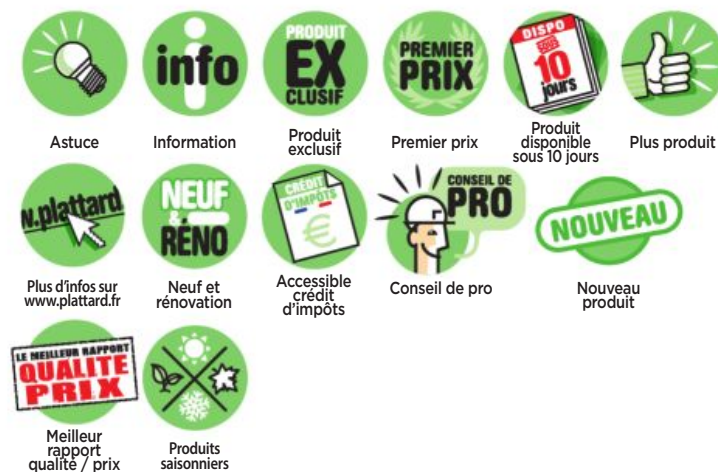 info
PRODUIT
EX
CLUSIF
PREMIER
PRIX
DISPO
SOUS
10
jours
Astuce
Information
Produit
exclusif
Premier prix
Produit
disponible
sous 10 jours
Plus produit
w.plattard
NEUF
&
RÉNO
CRÉDIT
D'IMPÔTS
€
CONSEIL DE
PRO
NOUVEAU
Plus d'infos sur
www.plattard.fr
Neuf et
rénovation
Accessible
crédit
d'impôts
Conseil de pro
Nouveau
produit
LE MEILLEUR RAPPORT
QUALITE
PRIX
Meilleur
rapport
qualité / prix
Produits
saisonniers